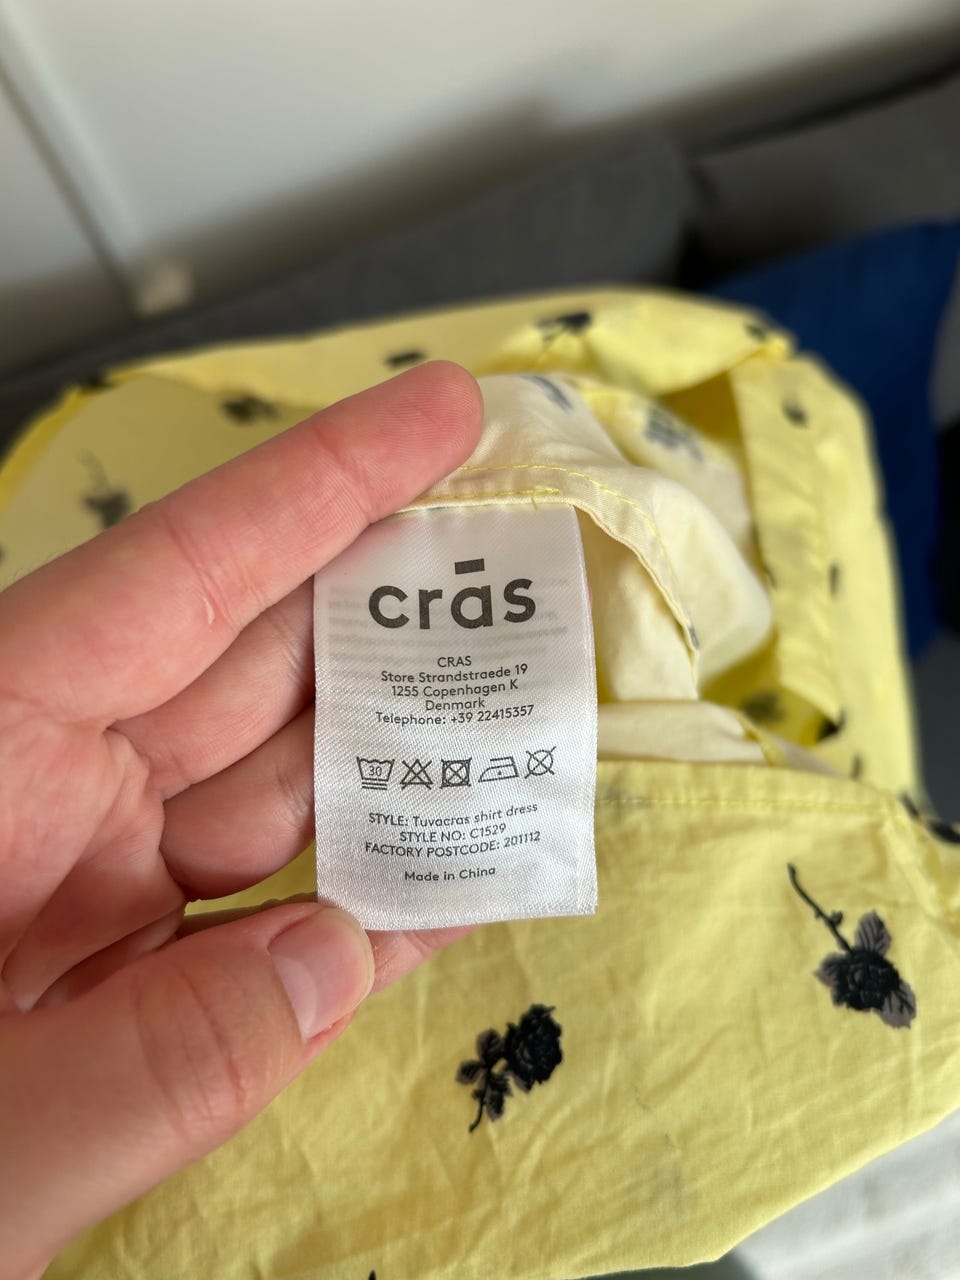 crās
CRAS
Store Strandstraede 19
1255 Copenhagen K
Denmark
Telephone: +39 22415357
30
STYLE: Tuvacras shirt dress
STYLE NO: C1529
FACTORY POSTCODE: 201112
Made in China